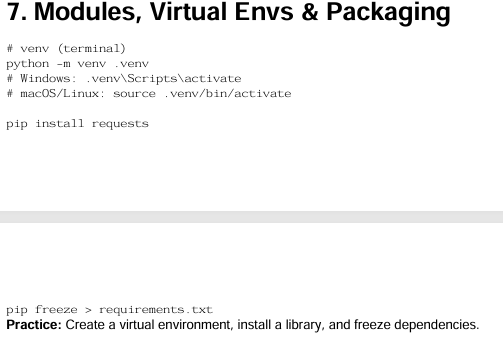 7. Modules, Virtual Envs & Packaging
# venv (terminal)
python -m venv .venv
# Windows: .venv\Scripts\activate
# macOS/Linux: source .venv/bin/activate
pip install requests
pip freeze > requirements.txt
Practice: Create a virtual environment, install a library, and freeze dependencies.